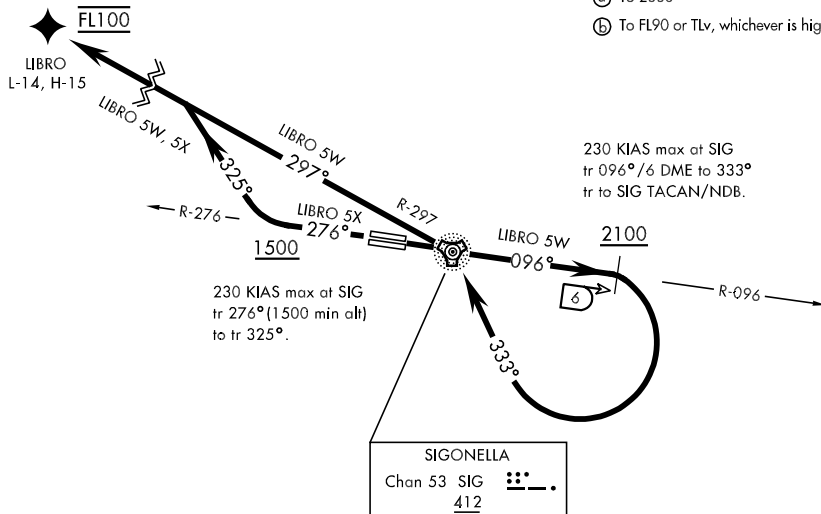 ⓐ To 2000
ⓑ To FL90 or TLv, whichever is hig
FL100
LIBRO
L-14, H-15
LIBRO 5W, 5X
LIBRO 5W
297°
R-297
325°
R-276
LIBRO 5X
276°
1500
230 KIAS max at SIG
tr 276° (1500 min alt)
to tr 325°.
230 KIAS max at SIG
tr 096°/6 DME to 333°
tr to SIG TACAN/NDB.
LIBRO 5W
096°
2100
6
R-096
333°
SIGONELLA
Chan 53 SIG
412